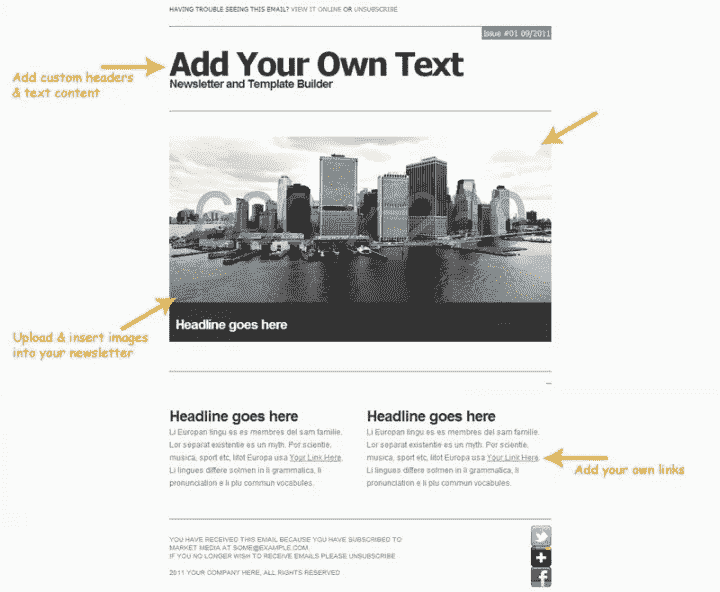 HAVING TROUBLE SEEING THIS EMAIL? VIEW IT ONLINE OR UNSUBSCRIBE
Issue #01 09/2011
Add Your Own Text
Newsletter and Template Builder
Add custom headers
& text content
Headline goes here
Upload & insert images
into your newsletter
Headline goes here
Li Europan lingu es es membres del sam familie.
Lor separat existentie es un myth. Por scientie,
musica, sport etc, litot Europa usa Your Link Here.
Li lingues differe solmen in li grammatica, li
pronunciation e li plu commun vocabules.
Headline goes here
Li Europan lingu es es membres del sam familie.
Lor separat existentie es un myth. Por scientie,
musica, sport etc, litot Europa usa Your Link Here.
Li lingues differe solmen in li grammatica, li
pronunciation e li plu commun vocabules.
Add your own links
YOU HAVE RECEIVED THIS EMAIL BECAUSE YOU HAVE SUBSCRIBED TO
MARKET MEDIA AT SOME@EXAMPLE.COM.
IF YOU NO LONGER WISH TO RECEIVE EMAILS PLEASE UNSUBSCRIBE
2011 YOUR COMPANY HERE, ALL RIGHTS RESERVED